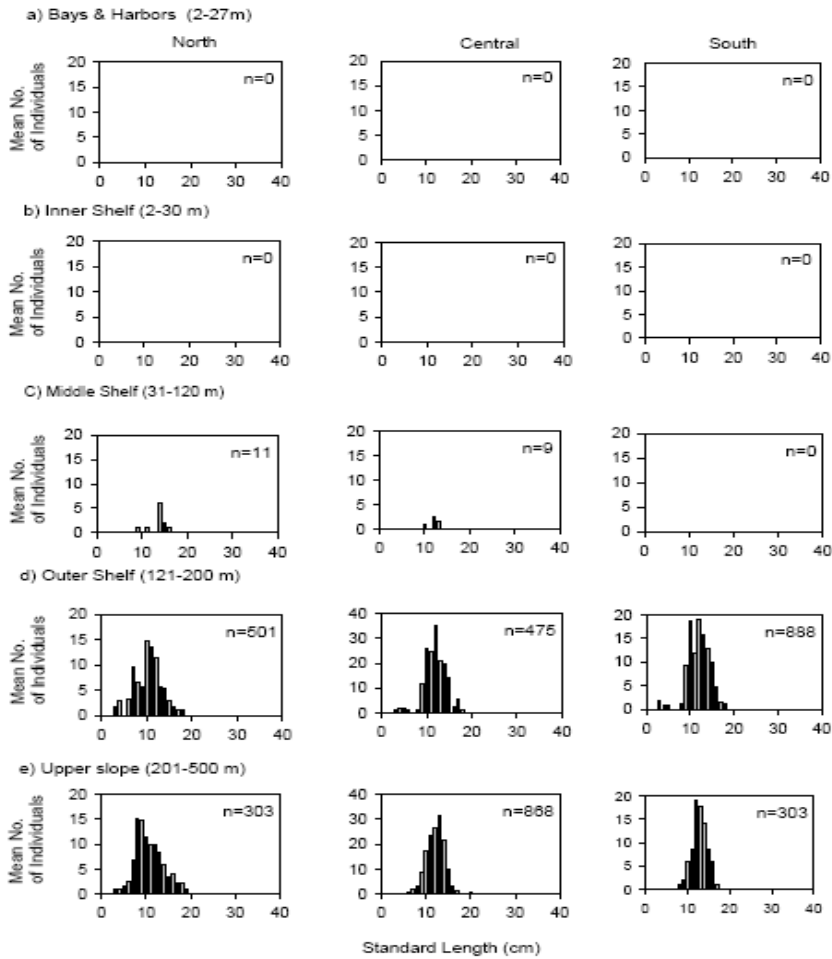 a) Bays & Harbors (2-27m)
North Central South
Mean No. of Individuals
20 15 10 5 0
n=0
0 10 20 30 40
20 15 10 5 0
n=0
0 10 20 30 40
20 15 10 5 0
n=0
0 10 20 30 40
b) Inner Shelf (2-30 m)
Mean No. of Individuals
20 15 10 5 0
n=0
0 10 20 30 40
20 15 10 5 0
n=0
0 10 20 30 40
20 15 10 5 0
n=0
0 10 20 30 40
C) Middle Shelf (31-120 m)
Mean No. of Individuals
20 15 10 5 0
n=11
0 10 20 30 40
20 15 10 5 0
n=9
0 10 20 30 40
20 15 10 5 0
n=0
0 10 20 30 40
d) Outer Shelf (121-200 m)
Mean No. of Individuals
20 15 10 5 0
n=501
0 10 20 30 40
40 30 20 10 0
n=475
0 10 20 30 40
20 15 10 5 0
n=888
0 10 20 30 40
e) Upper slope (201-500 m)
Mean No. of Individuals
20 15 10 5 0
n=303
0 10 20 30 40
40 30 20 10 0
n=868
0 10 20 30 40
20 15 10 5 0
n=303
0 10 20 30 40
Standard Length (cm)